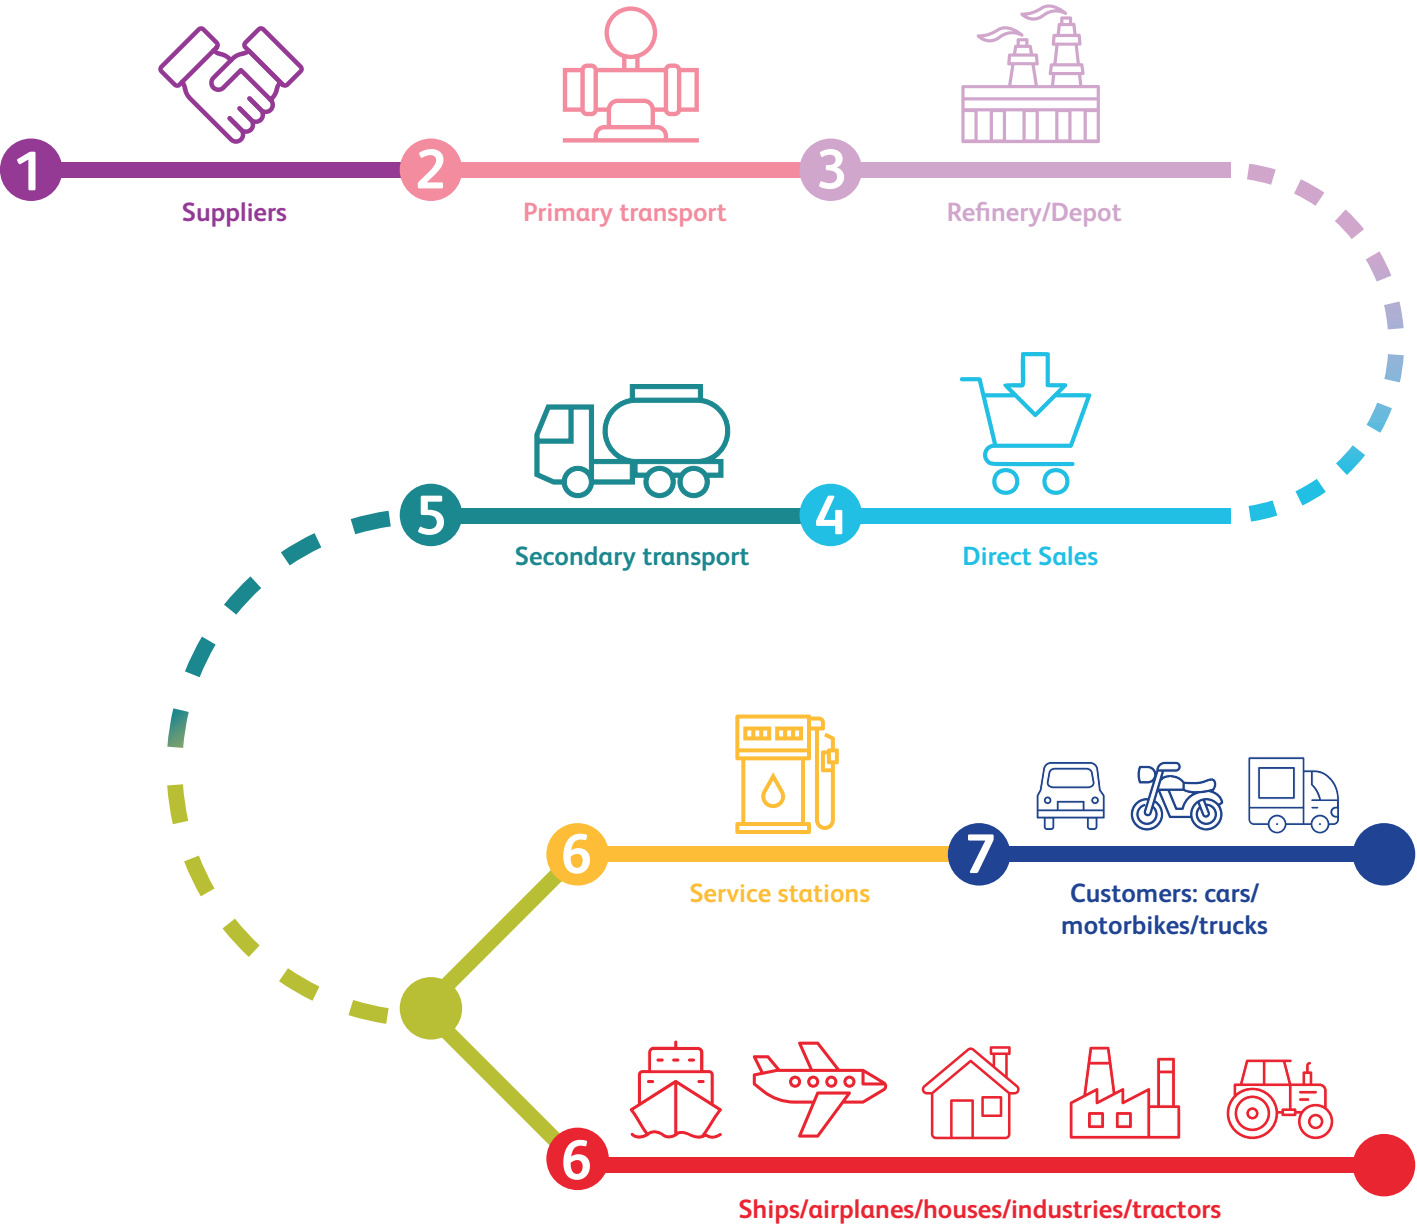 1
2
3
Suppliers
Primary transport
Refinery/Depot
5
4
Secondary transport
Direct Sales
6
7
Service stations
Customers: cars/
motorbikes/trucks
6
Ships/airplanes/houses/industries/tractors